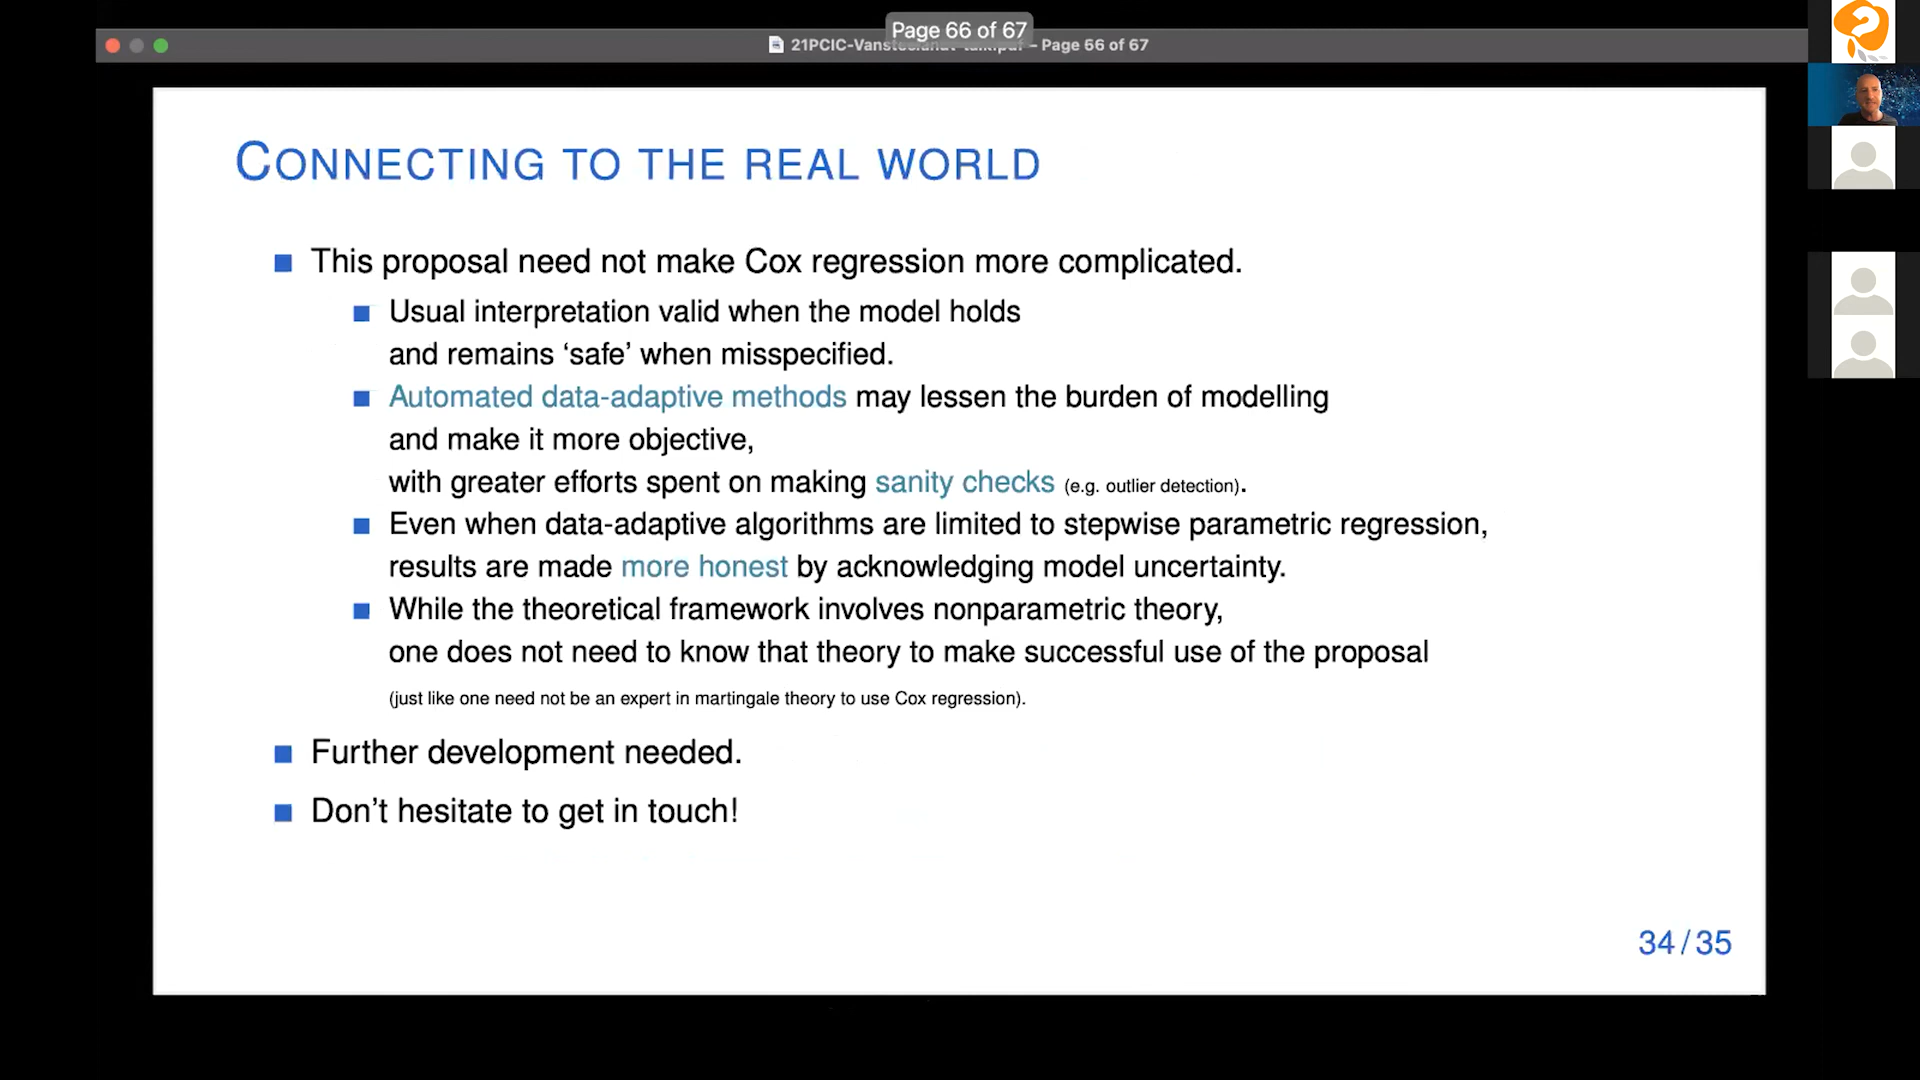 Page 66 of 67
– Page 66 of 67
CONNECTING TO THE REAL WORLD
This proposal need not make Cox regression more complicated.
Usual interpretation valid when the model holds
and remains ‘safe’ when misspecified.
Automated data-adaptive methods may lessen the burden of modelling
and make it more objective,
with greater efforts spent on making sanity checks (e.g. outlier detection).
Even when data-adaptive algorithms are limited to stepwise parametric regression,
results are made more honest by acknowledging model uncertainty.
While the theoretical framework involves nonparametric theory,
one does not need to know that theory to make successful use of the proposal
(just like one need not be an expert in martingale theory to use Cox regression).
Further development needed.
Don’t hesitate to get in touch!
34/35